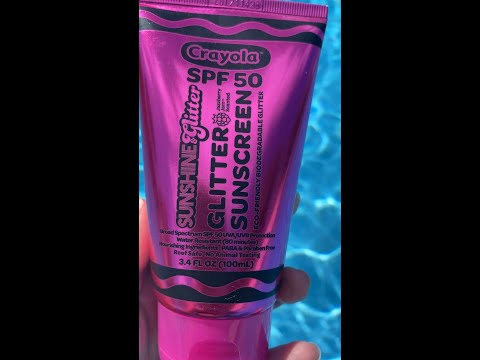 Crayola
SPF 50
SUNSHINE & Glitter
GLITTER
SUNSCREEN
ECO-FRIENDLY BIODEGRADABLE GLITTER
Broad Spectrum SPF 50 UVA/UVB Protection
Water Resistant (80 minutes)
Nourishing Ingredients · PABA & Paraben Free
Reef Safe · No Animal Testing
3.4 FL OZ (100mL)